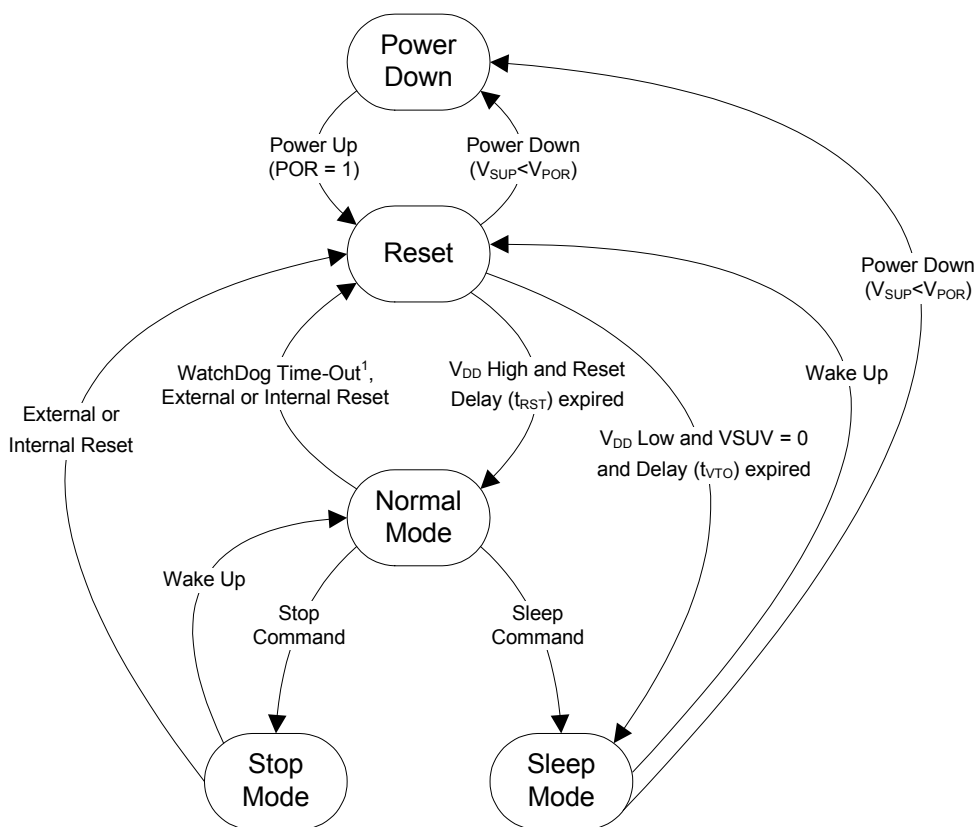 Power
Down
Power Up
(POR = 1)
Power Down
(VSUP<VPOR)
Reset
Power Down
(VSUP<VPOR)
WatchDog Time-Out¹,
External or Internal Reset
VDD High and Reset
Delay (tRST) expired
Wake Up
External or
Internal Reset
VDD Low and VSUV = 0
and Delay (tVTO) expired
Normal
Mode
Wake Up
Stop
Command
Sleep
Command
Stop
Mode
Sleep
Mode